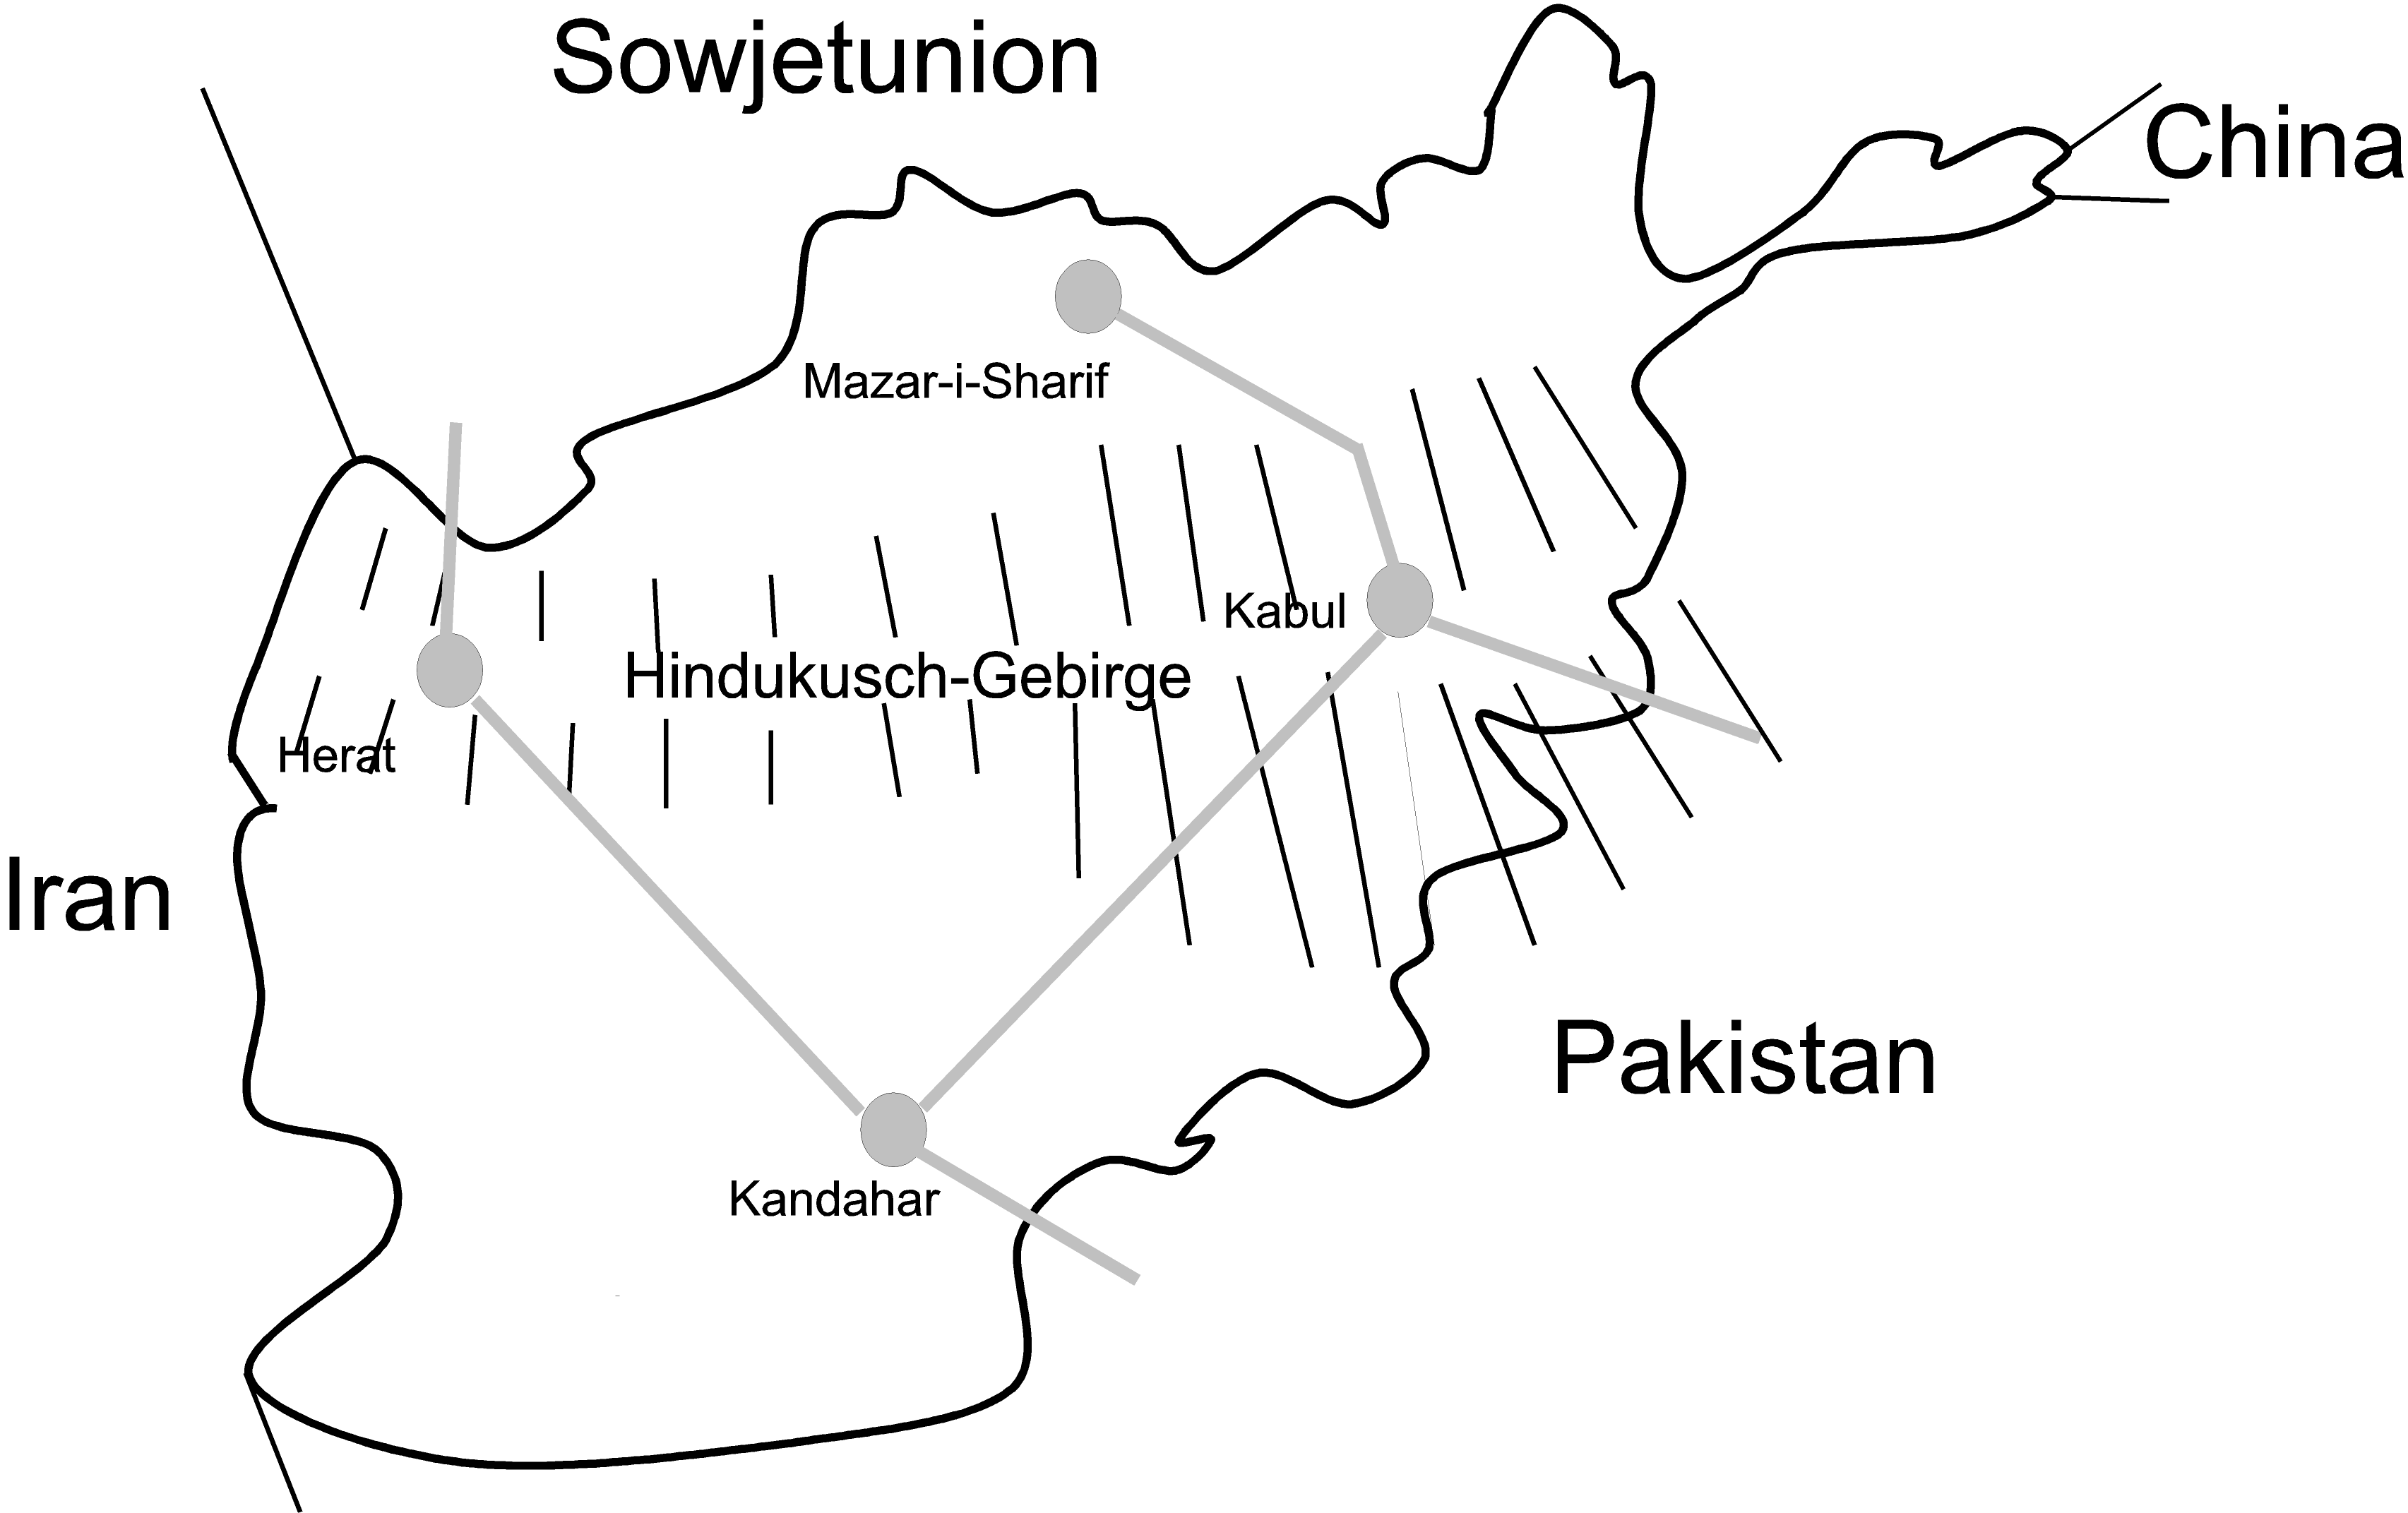 Sowjetunion
China
Mazar-i-Sharif
Kabul
Hindukusch-Gebirge
Herat
Iran
Pakistan
Kandahar